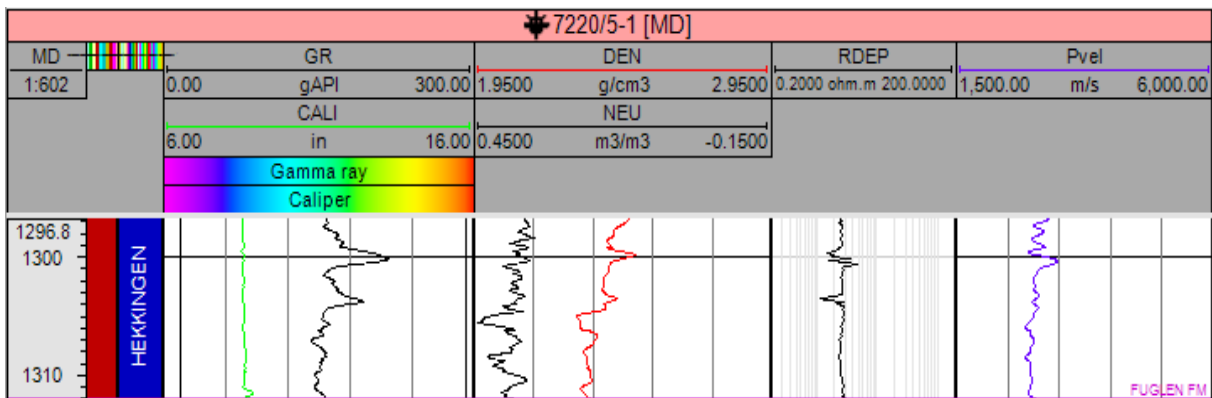 7220/5-1 [MD]
MD GR DEN RDEP Pvel
1:602 0.00 gAPI 300.00 1.9500 g/cm3 2.9500 0.2000 ohm.m 200.0000 1,500.00 m/s 6,000.00
CALI NEU
6.00 in 16.00 0.4500 m3/m3 -0.1500
Gamma ray
Caliper
1296.8
1300
HEKKINGEN
1310
FUGLEN FM